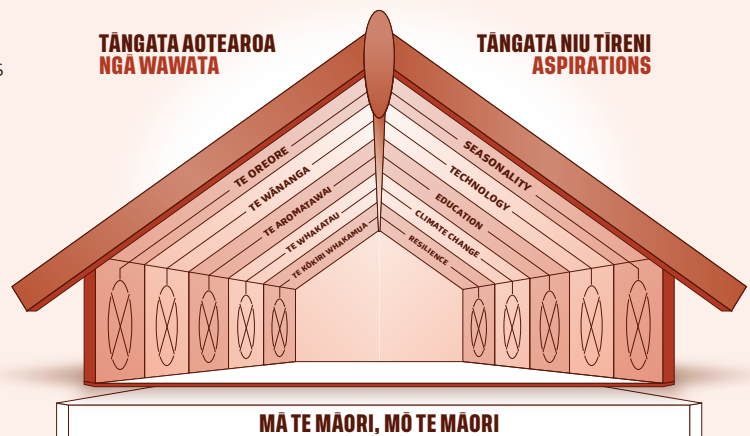 TĀNGATA AOTEAROA
NGĀ WAWATA
TĀNGATA NIU TĪRENI
ASPIRATIONS
TE OREORE
TE WĀNANGA
TE AROMATAWAI
TE WHAKATAU
TE KŌKIRI WHAKAMUA
SEASONALITY
TECHNOLOGY
EDUCATION
CLIMATE CHANGE
RESILIENCE
MĀ TE MĀORI, MŌ TE MĀORI